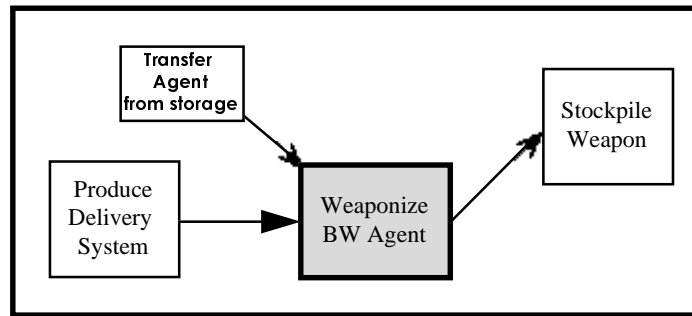 Transfer
Agent
from storage
Stockpile
Weapon
Produce
Delivery
System
Weaponize
BW Agent